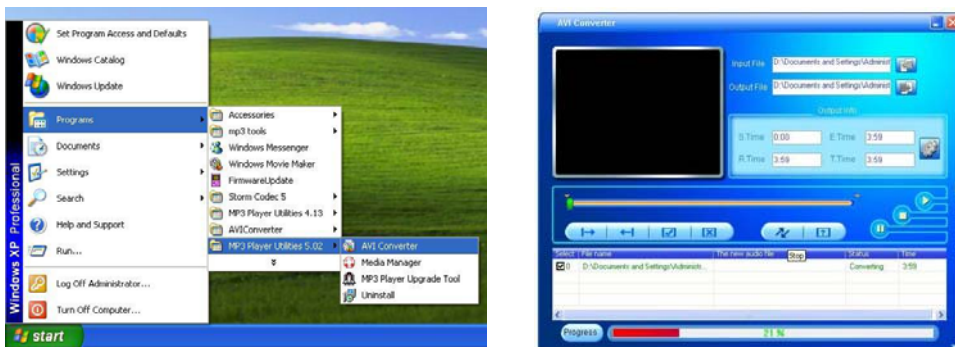 Set Program Access and Defaults
Windows Catalog
Windows Update
Programs
Documents
Settings
Search
Help and Support
Run...
Log Off Administrator...
Turn Off Computer...
Windows XP Professional
start
Accessories
mp3 tools
Windows Messenger
Windows Movie Maker
FirmwareUpdate
Storm Codec 5
MP3 Player Utilities 4.13
AVIConverter
MP3 Player Utilities 5.02
AVI Converter
Media Manager
MP3 Player Upgrade Tool
Uninstall
AVI Converter
Input File D:\Documents and Settings\Administ
Output File D:\Documents and Settings\Administ
Output Info
S.Time 0:00 E.Time 3:59
R.Time 3:59 T.Time 3:59
Select File name The new audio file Stop Status Time
0 D:\Documents and Settings\Administ... Converting 3:59
Progress 21 %